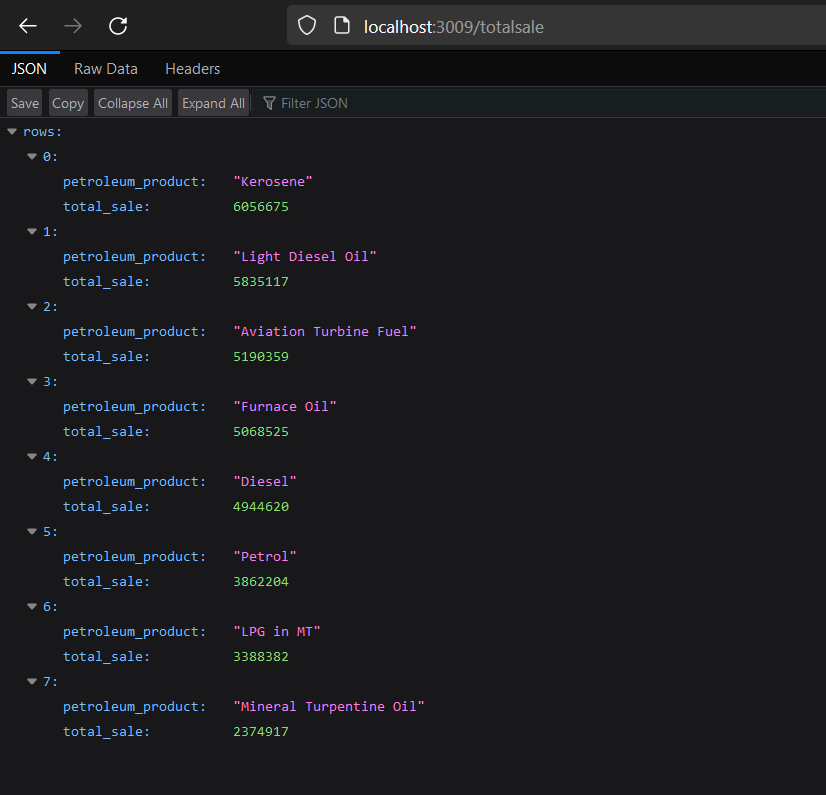 localhost:3009/totalsale
JSON Raw Data Headers
Save Copy Collapse All Expand All Filter JSON
rows:
0:
petroleum_product: "Kerosene"
total_sale: 6056675
1:
petroleum_product: "Light Diesel Oil"
total_sale: 5835117
2:
petroleum_product: "Aviation Turbine Fuel"
total_sale: 5190359
3:
petroleum_product: "Furnace Oil"
total_sale: 5068525
4:
petroleum_product: "Diesel"
total_sale: 4944620
5:
petroleum_product: "Petrol"
total_sale: 3862204
6:
petroleum_product: "LPG in MT"
total_sale: 3388382
7:
petroleum_product: "Mineral Turpentine Oil"
total_sale: 2374917